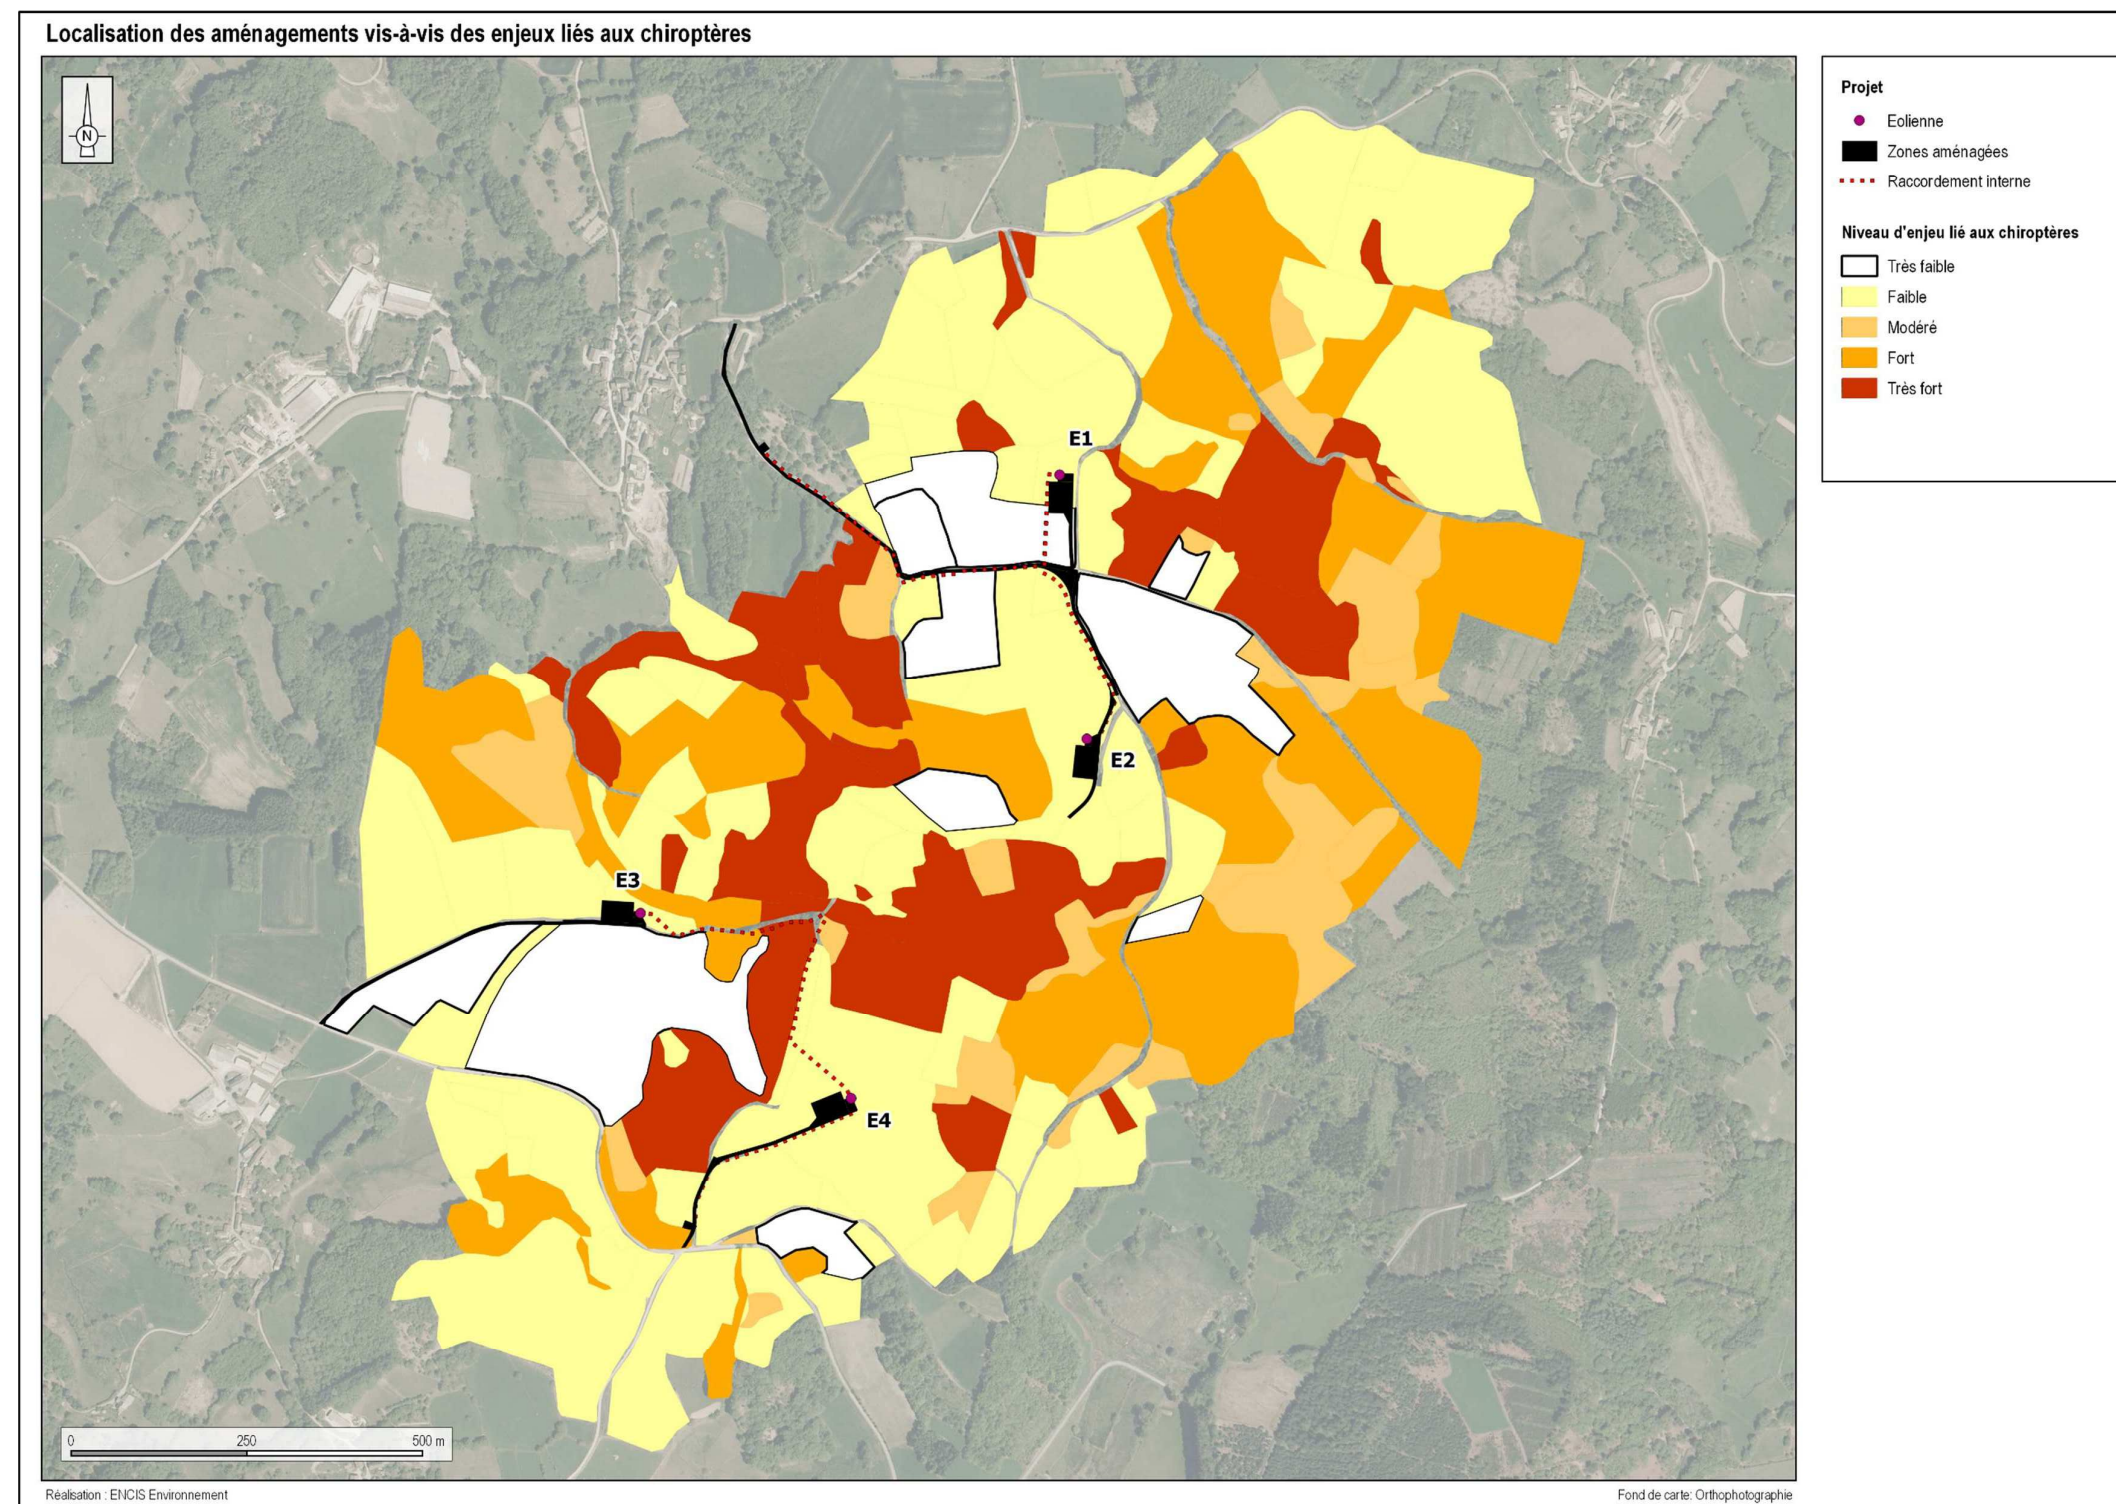 Localisation des aménagements vis-à-vis des enjeux liés aux chiroptères
N
Projet
Eolienne
Zones aménagées
Raccordement interne
Niveau d'enjeu lié aux chiroptères
Très faible
Faible
Modéré
Fort
Très fort
E1
E2
E3
E4
0 250 500 m
Réalisation : ENCIS Environnement
Fond de carte: Orthophotographie